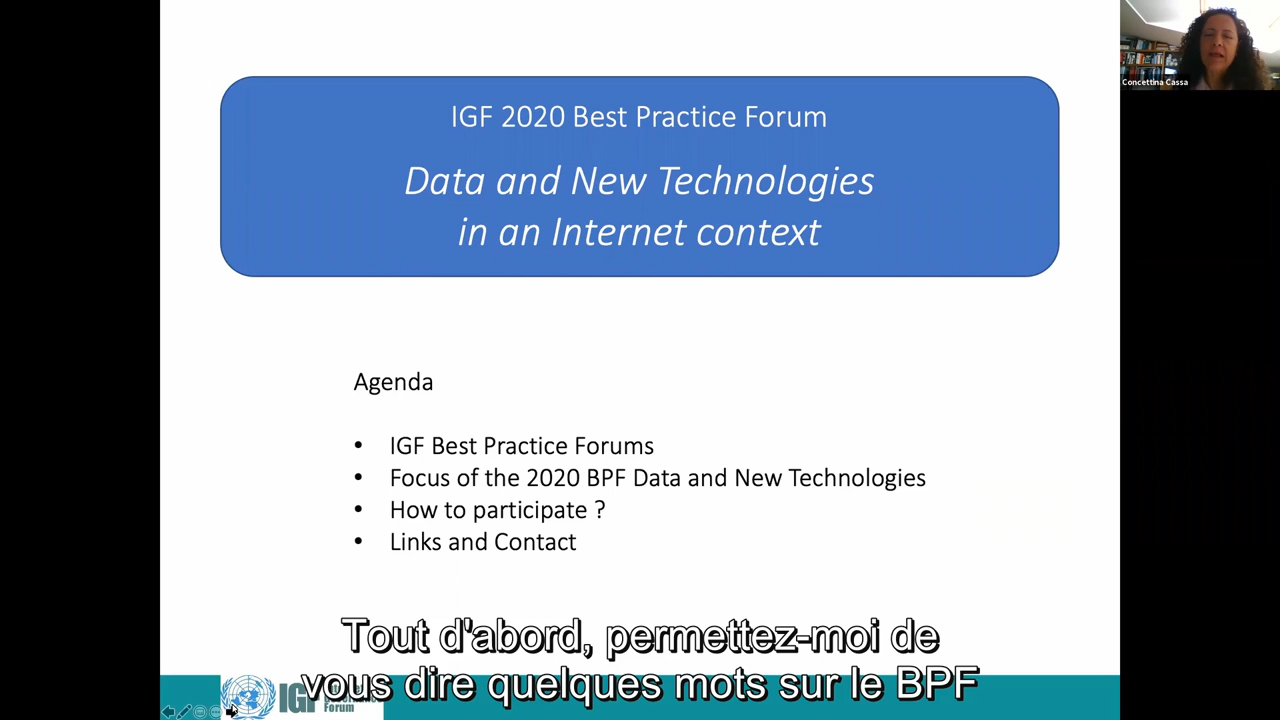 Concettina Cassa
IGF 2020 Best Practice Forum
Data and New Technologies
in an Internet context
Agenda
• IGF Best Practice Forums
• Focus of the 2020 BPF Data and New Technologies
• How to participate ?
• Links and Contact
Tout d'abord, permettez-moi de
vous dire quelques mots sur le BPF
IGF
Forum